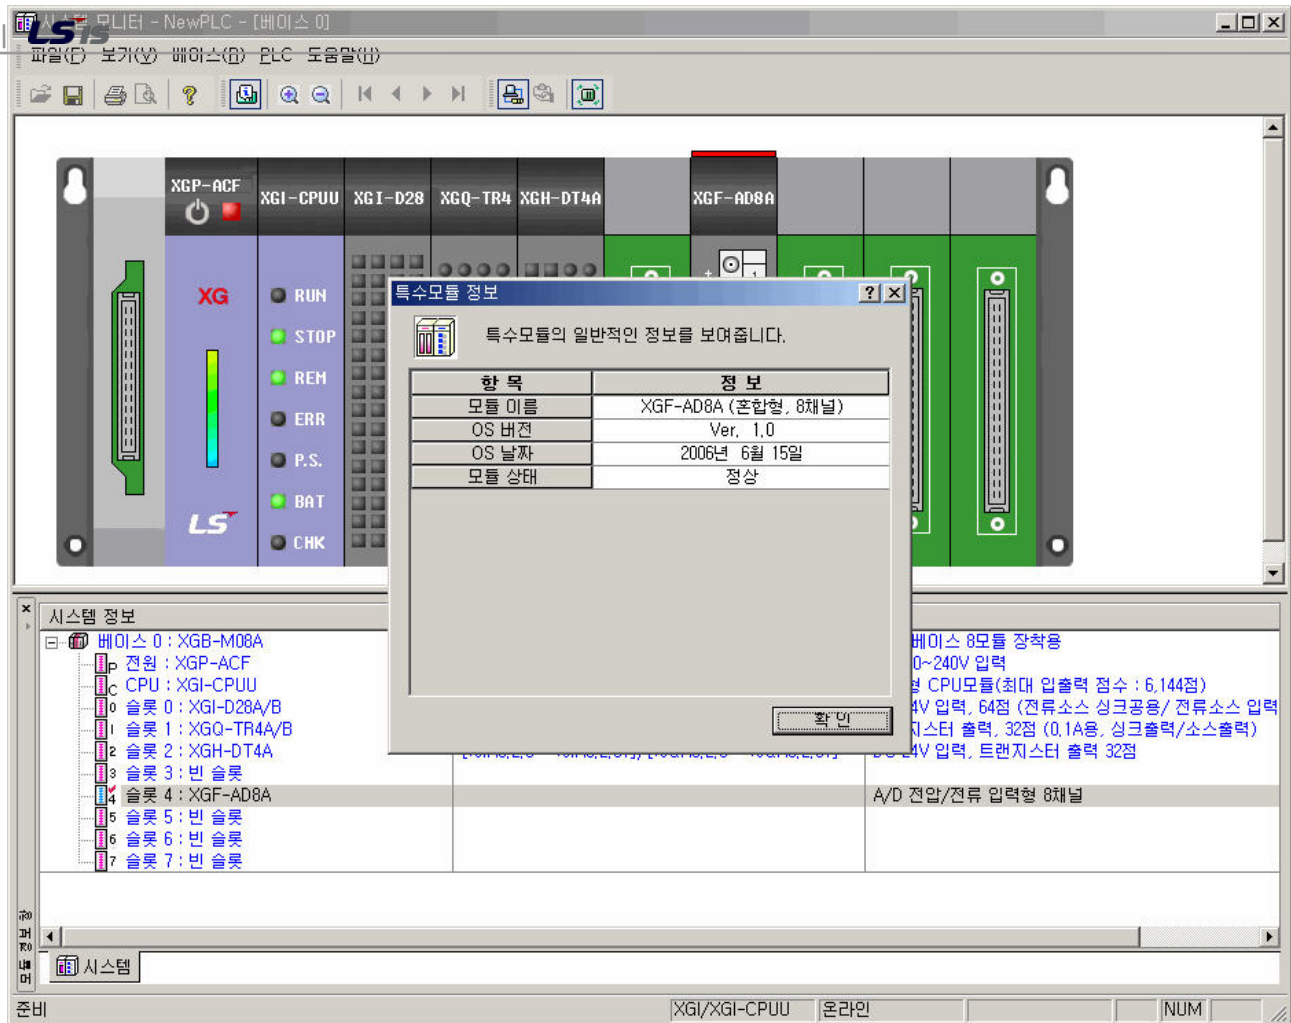 시스템 모니터 - NewPLC - [베이스 0]
LSis
파일(F) 보기(V) 베이스(B) PLC 도움말(H)
XGP-ACF
XGI-CPUU
XGI-D28
XGQ-TR4
XGH-DT4A
XGF-AD8A
XG
RUN
STOP
REM
ERR
P.S.
BAT
CHK
LS
특수모듈 정보
특수모듈의 일반적인 정보를 보여줍니다.
항 목 정 보
모듈 이름 XGF-AD8A (혼합형, 8채널)
OS 버전 Ver. 1.0
OS 날짜 2006년 6월 15일
모듈 상태 정상
확인
시스템 정보
베이스 0 : XGB-M08A 베이스 8모듈 장착용
P 전원 : XGP-ACF 0~240V 입력
C CPU : XGI-CPUU 형 CPU모듈(최대 입출력 점수 : 6,144점)
0 슬롯 0 : XGI-D28A/B 4V 입력, 64점 (전류소스 싱크공용/ 전류소스 입력
1 슬롯 1 : XGQ-TR4A/B 지스터 출력, 32점 (0.1A용, 싱크출력/소스출력)
2 슬롯 2 : XGH-DT4A 24V 입력, 트랜지스터 출력 32점
3 슬롯 3 : 빈 슬롯
4 슬롯 4 : XGF-AD8A A/D 전압/전류 입력형 8채널
5 슬롯 5 : 빈 슬롯
6 슬롯 6 : 빈 슬롯
7 슬롯 7 : 빈 슬롯
시스템
준비 XGI/XGI-CPUU 온라인 NUM